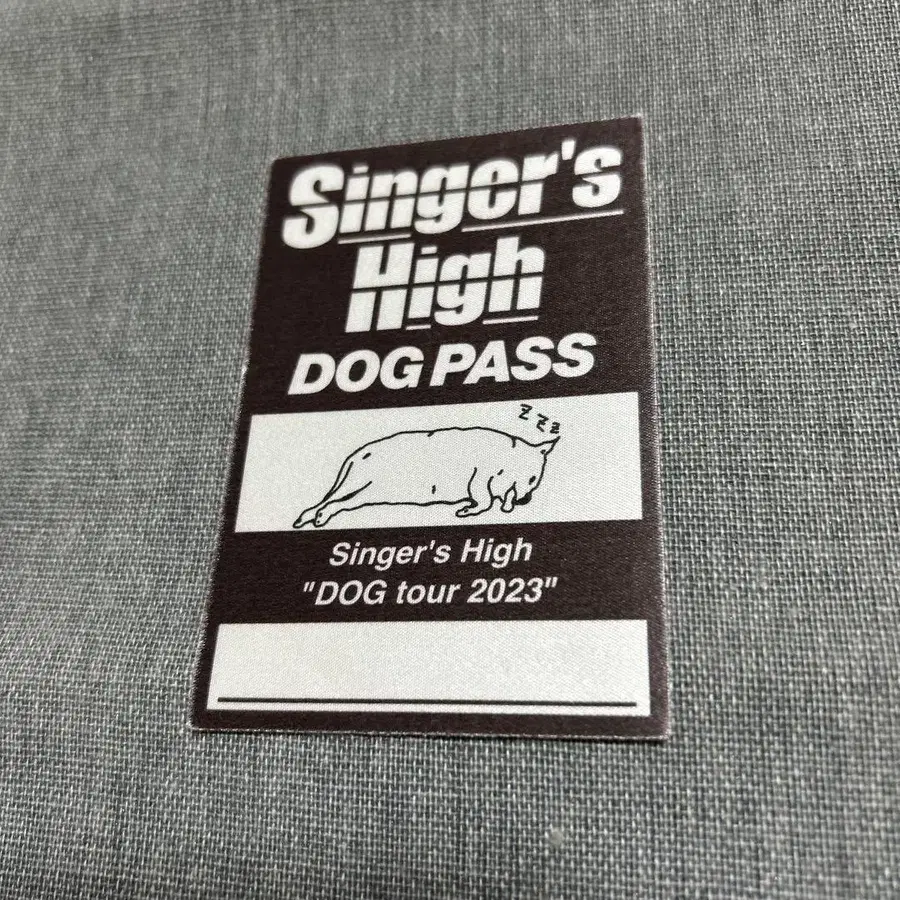 Singer's
High
DOG PASS
z z z
Singer's High
"DOG tour 2023"